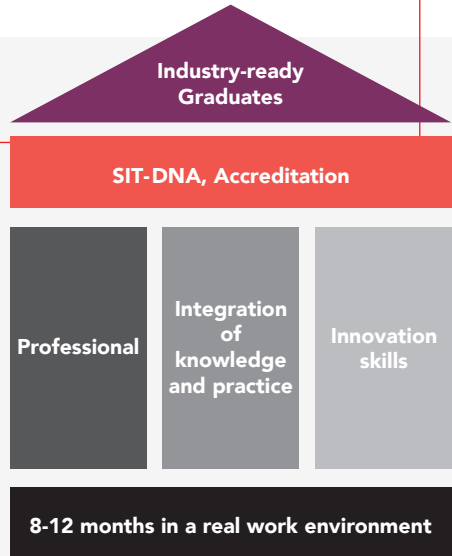 Industry-ready
Graduates
SIT-DNA, Accreditation
Professional
Integration
of
knowledge
and practice
Innovation
skills
8-12 months in a real work environment